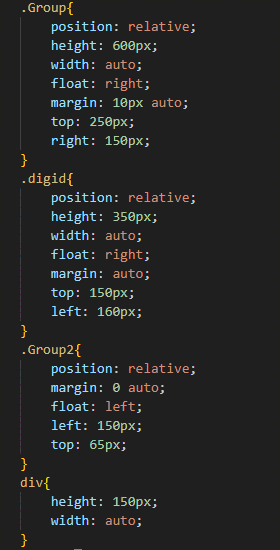 .Group{
    position: relative;
    height: 600px;
    width: auto;
    float: right;
    margin: 10px auto;
    top: 250px;
    right: 150px;
}
.digid{
    position: relative;
    height: 350px;
    width: auto;
    float: right;
    margin: auto;
    top: 150px;
    left: 160px;
}
.Group2{
    position: relative;
    margin: 0 auto;
    float: left;
    left: 150px;
    top: 65px;
}
div{
    height: 150px;
    width: auto;
}